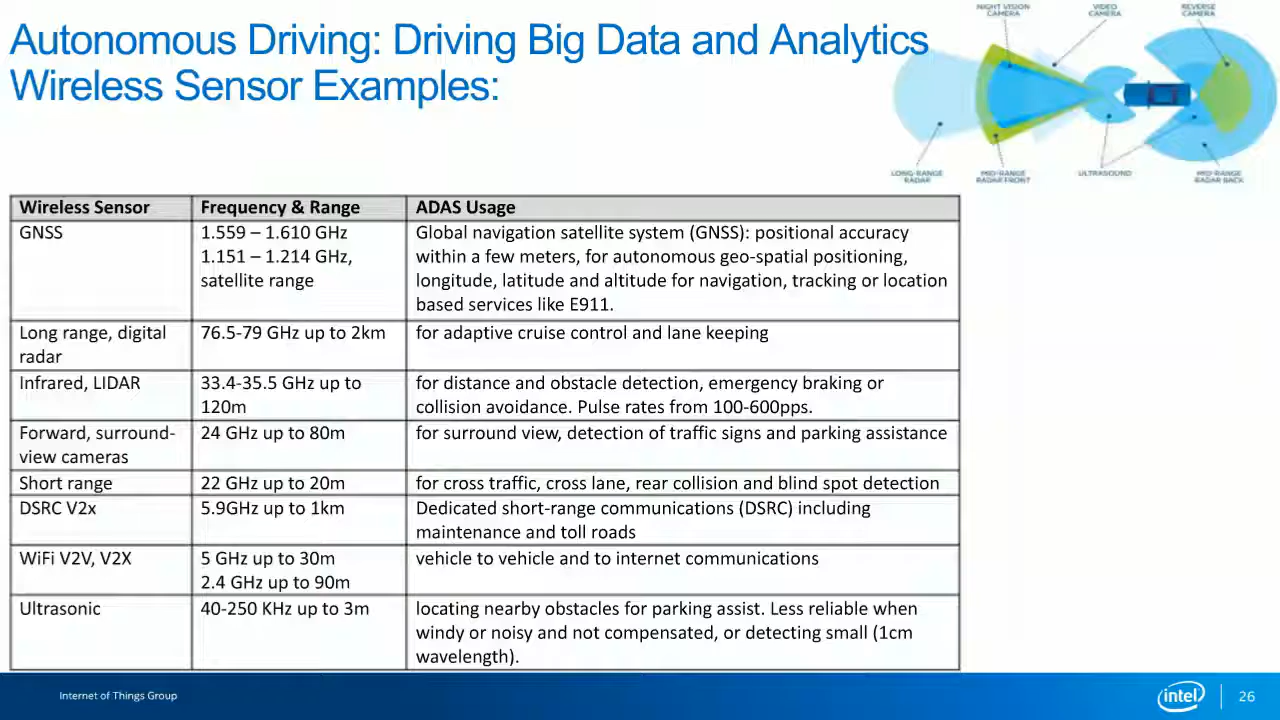 Autonomous Driving: Driving Big Data and Analytics
Wireless Sensor Examples:
NIGHT VISION
CAMERA
VIDEO
CAMERA
REVERSE
CAMERA
LONG-RANGE
RADAR
MID-RANGE
RADAR FRONT
ULTRASOUND
MID-RANGE
RADAR BACK
Wireless Sensor
Frequency & Range
ADAS Usage
GNSS
1.559 – 1.610 GHz
1.151 – 1.214 GHz,
satellite range
Global navigation satellite system (GNSS): positional accuracy
within a few meters, for autonomous geo-spatial positioning,
longitude, latitude and altitude for navigation, tracking or location
based services like E911.
Long range, digital
radar
76.5-79 GHz up to 2km
for adaptive cruise control and lane keeping
Infrared, LIDAR
33.4-35.5 GHz up to
120m
for distance and obstacle detection, emergency braking or
collision avoidance. Pulse rates from 100-600pps.
Forward, surround-
view cameras
24 GHz up to 80m
for surround view, detection of traffic signs and parking assistance
Short range
22 GHz up to 20m
for cross traffic, cross lane, rear collision and blind spot detection
DSRC V2x
5.9GHz up to 1km
Dedicated short-range communications (DSRC) including
maintenance and toll roads
WiFi V2V, V2X
5 GHz up to 30m
2.4 GHz up to 90m
vehicle to vehicle and to internet communications
Ultrasonic
40-250 KHz up to 3m
locating nearby obstacles for parking assist. Less reliable when
windy or noisy and not compensated, or detecting small (1cm
wavelength).
Internet of Things Group
intel
26